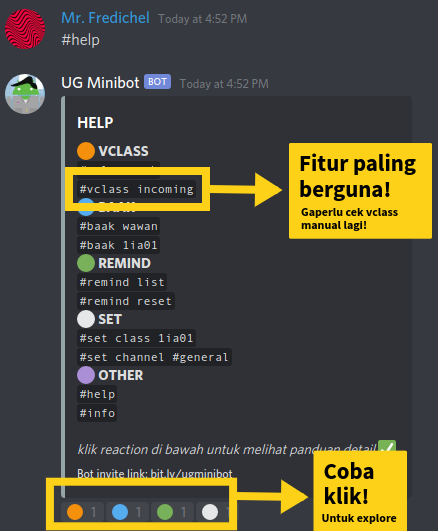 Mr. Fredichel Today at 4:52 PM
#help
UG Minibot BOT Today at 4:52 PM
HELP
VCLASS
#vclass incoming
Fitur paling
berguna!
Gaperlu cek vclass
manual lagi!
BAAK
#baak wawan
#baak 1ia01
REMIND
#remind list
#remind reset
SET
#set class 1ia01
#set channel #general
OTHER
#help
#info
klik reaction di bawah untuk melihat panduan detail
Bot invite link: bit.ly/ugminibot
1 1 1 1
Coba
klik!
Untuk explore